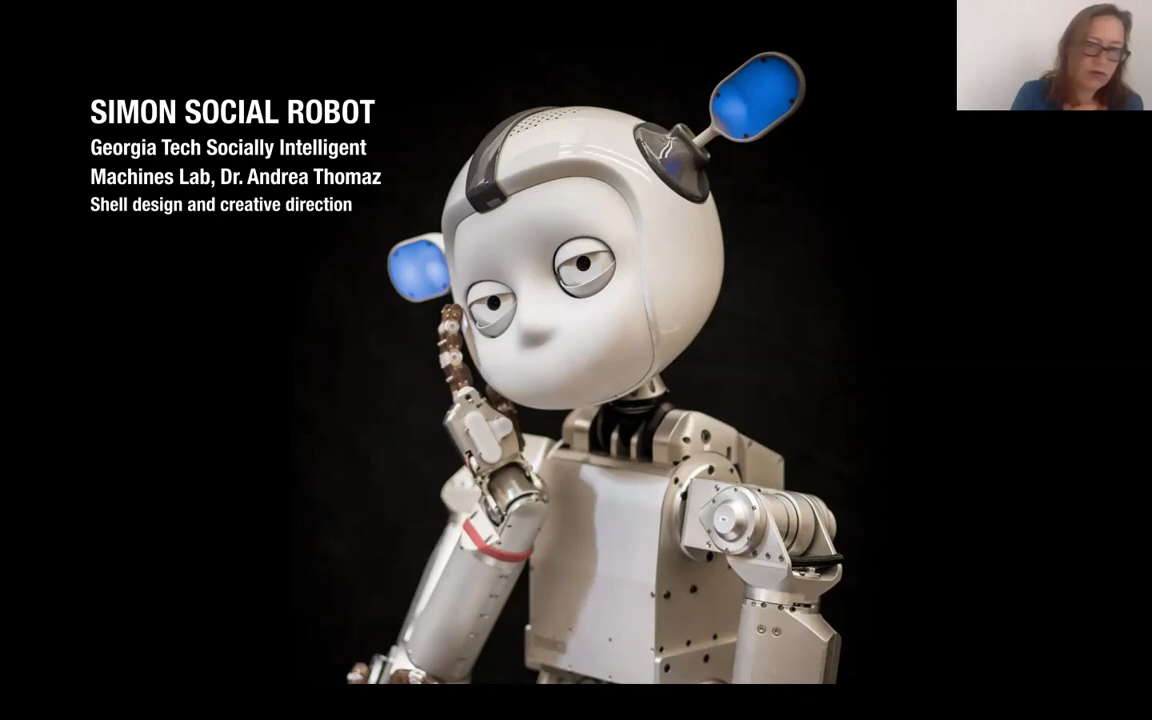 SIMON SOCIAL ROBOT
Georgia Tech Socially Intelligent
Machines Lab, Dr. Andrea Thomaz
Shell design and creative direction